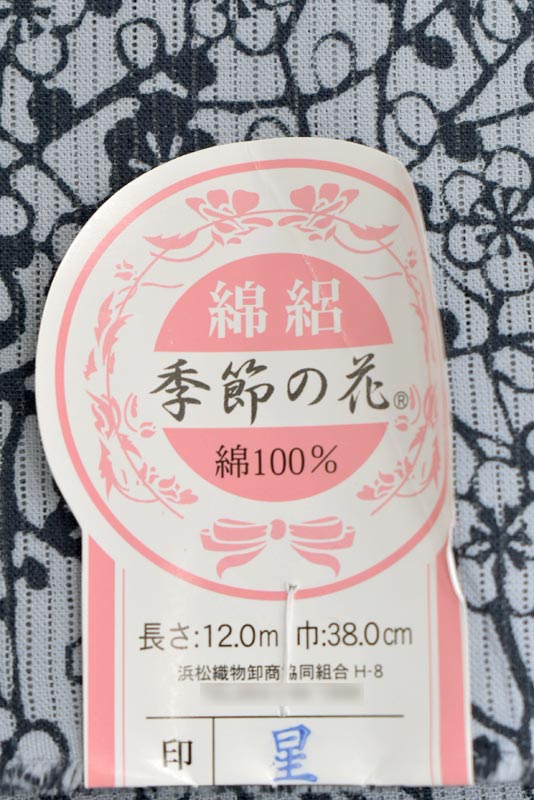 綿絽
季節の花®
綿100%
長さ:12.0m 巾:38.0cm
浜松織物卸商協同組合 H-8
印 星